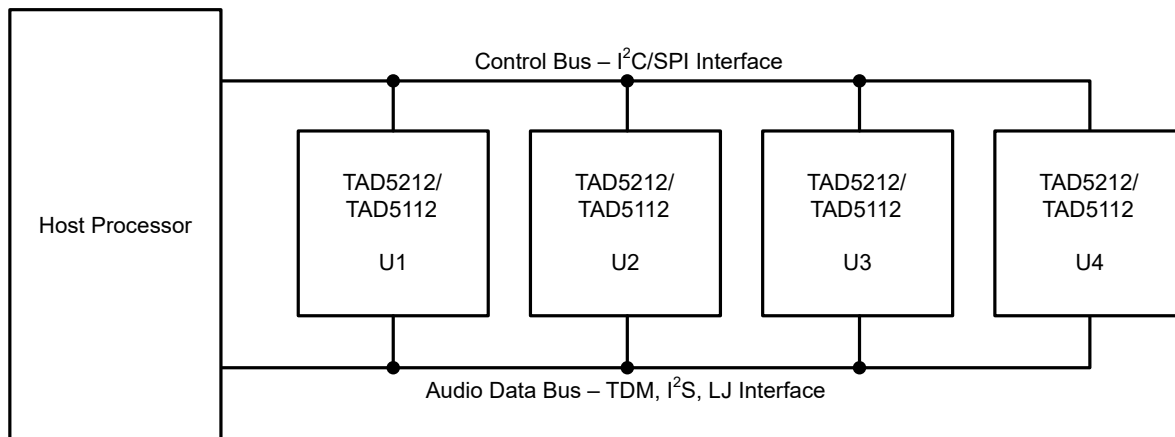 Control Bus – I²C/SPI Interface
Host Processor
TAD5212/
TAD5112
U1
TAD5212/
TAD5112
U2
TAD5212/
TAD5112
U3
TAD5212/
TAD5112
U4
Audio Data Bus – TDM, I²S, LJ Interface